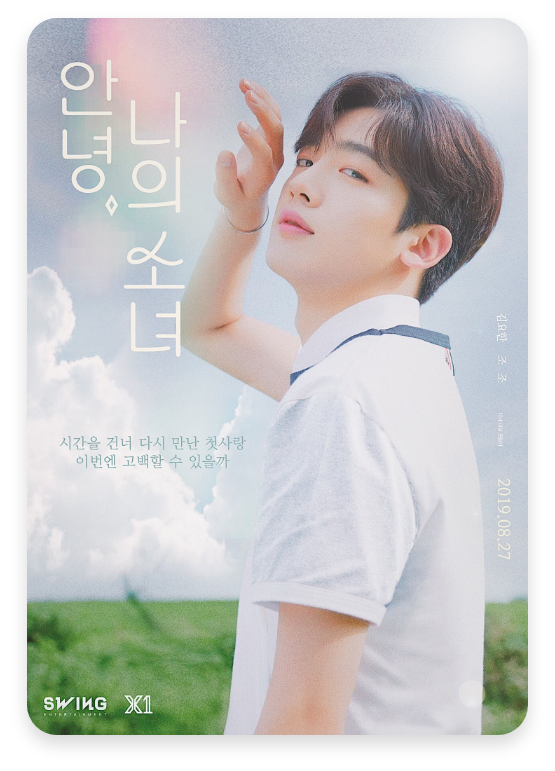 안녕,
나의 소녀
시간을 건너 다시 만난 첫사랑
이번엔 고백할 수 있을까
김요한 조 조
2019.08.27
SWING
ENTERTAINMENT
X1